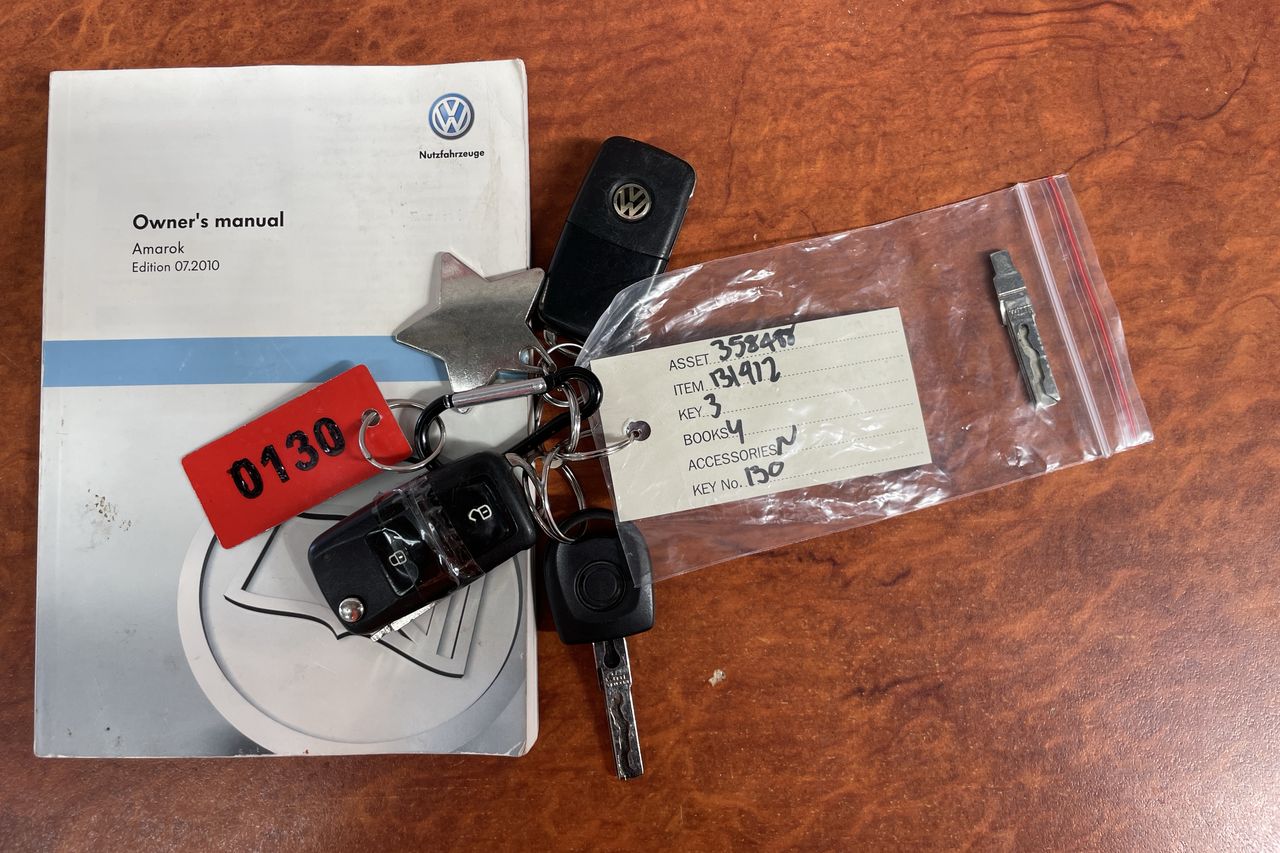 Nutzfahrzeuge
Owner's manual
Amarok
Edition 07.2010
0130
ASSET 358488
ITEM B1912
KEY 3
BOOKS 4
ACCESSORIES N
KEY No. 130